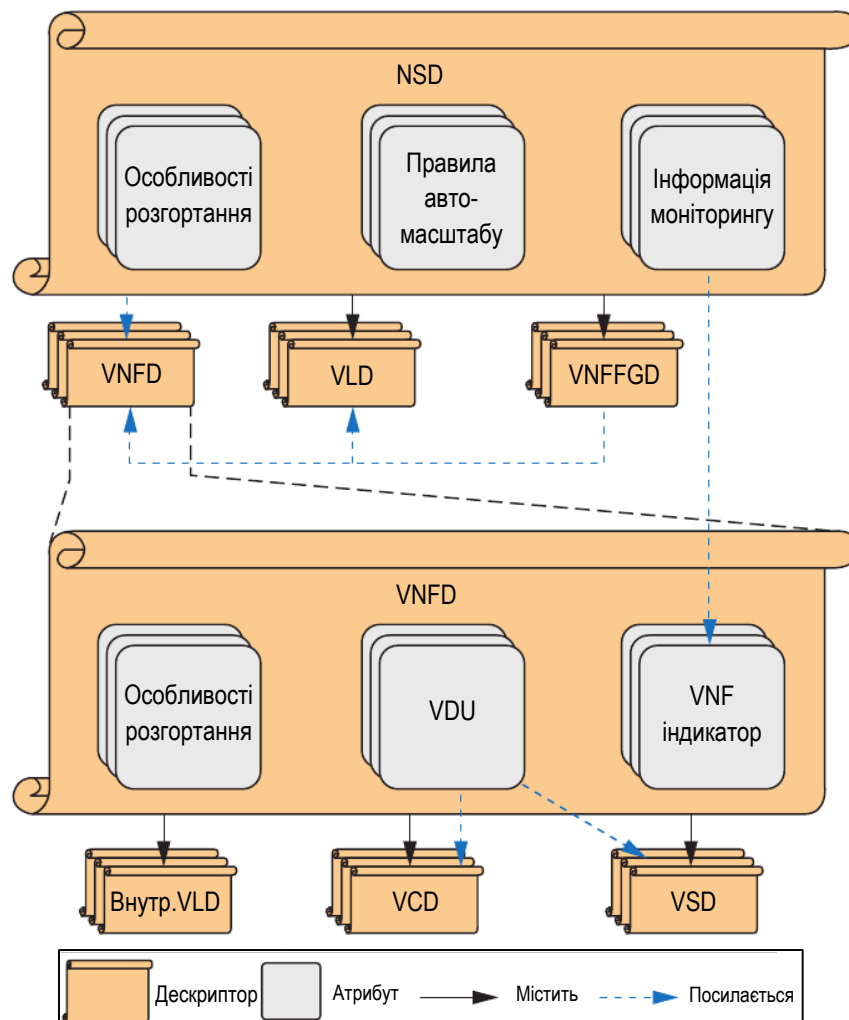 NSD
Особливості
розгортання
Правила
авто-
масштабу
Інформація
моніторингу
VNFD
VLD
VNFFGD
VNFD
Особливості
розгортання
VDU
VNF
індикатор
Внутр.VLD
VCD
VSD
Дескриптор
Атрибут
Містить
Посилається